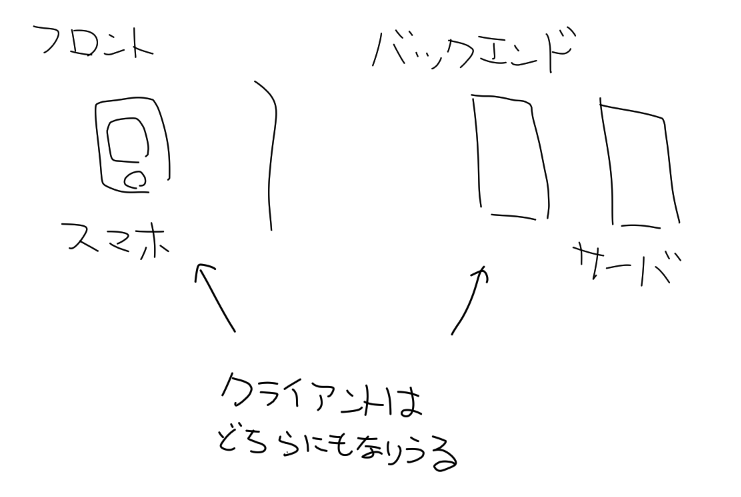 フロント
バックエンド
スマホ
サーバ
クライアントは
どちらにもなりうる